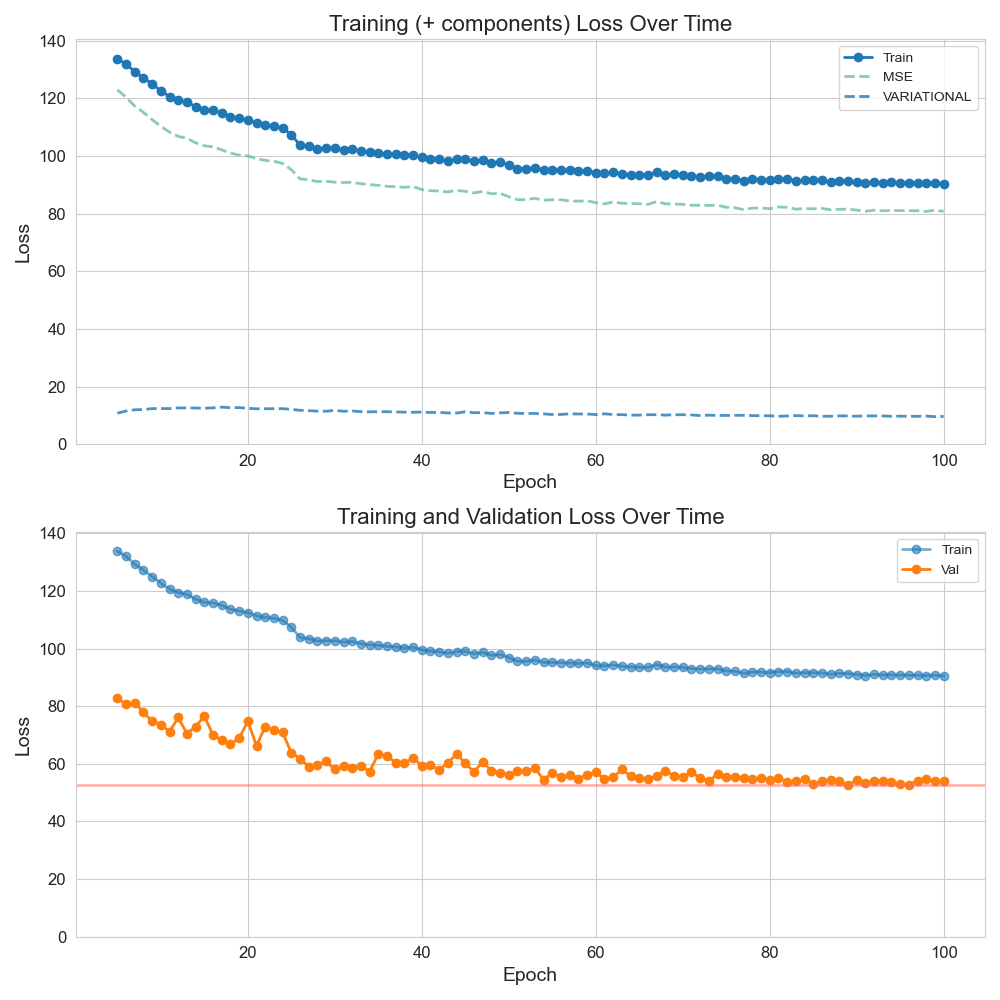 Training (+ components) Loss Over Time
140
120
100
80
60
40
20
0
Loss
Train
MSE
VARIATIONAL
20 40 60 80 100
Epoch
Training and Validation Loss Over Time
140
120
100
80
60
40
20
0
Loss
Train
Val
20 40 60 80 100
Epoch